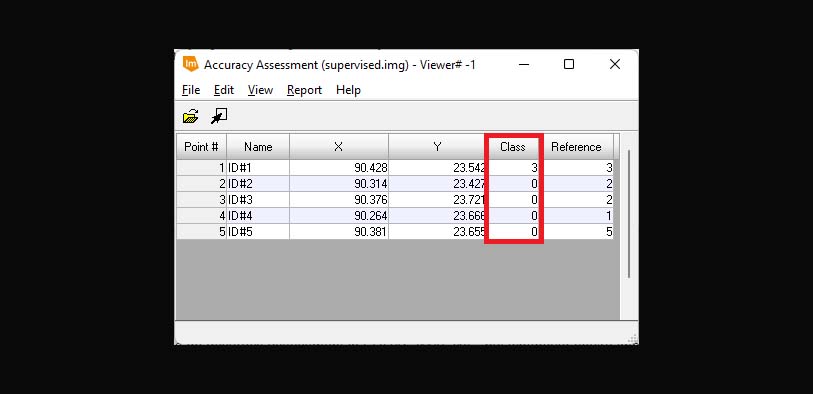 Im Accuracy Assessment (supervised.img) - Viewer# -1
File Edit View Report Help
Point # Name X Y Class Reference
1 ID#1 90.428 23.542 3 3
2 ID#2 90.314 23.427 0 2
3 ID#3 90.376 23.721 0 2
4 ID#4 90.264 23.666 0 1
5 ID#5 90.381 23.655 0 5